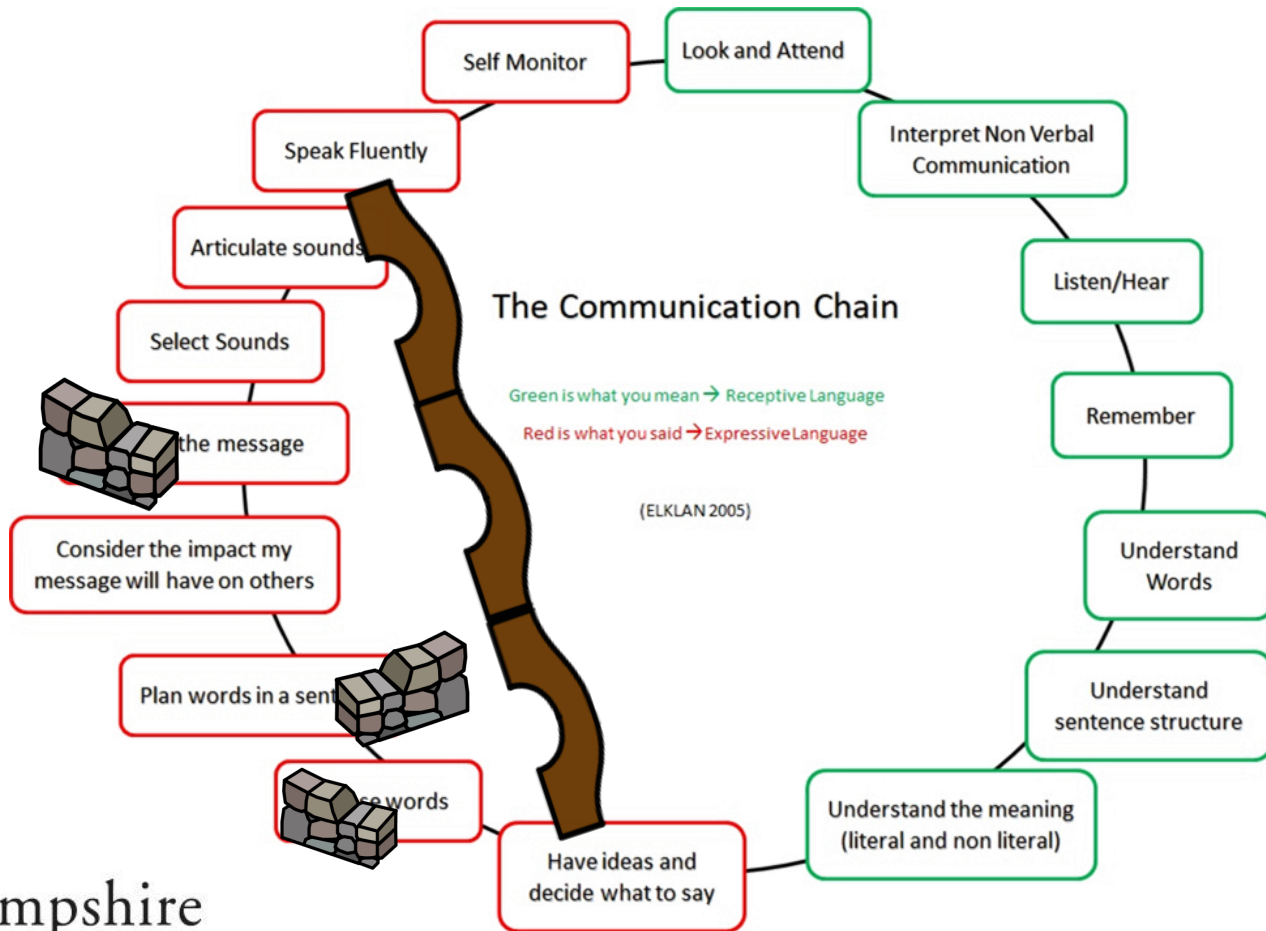 Self Monitor
Look and Attend
Speak Fluently
Interpret Non Verbal
Communication
Articulate sounds
Listen/Hear
The Communication Chain
Select Sounds
Green is what you mean → Receptive Language
Remember
the message
Red is what you said → Expressive Language
(ELKLAN 2005)
Consider the impact my
message will have on others
Understand
Words
Plan words in a sent
Understand
sentence structure
se words
Understand the meaning
(literal and non literal)
Have ideas and
decide what to say
mpshire